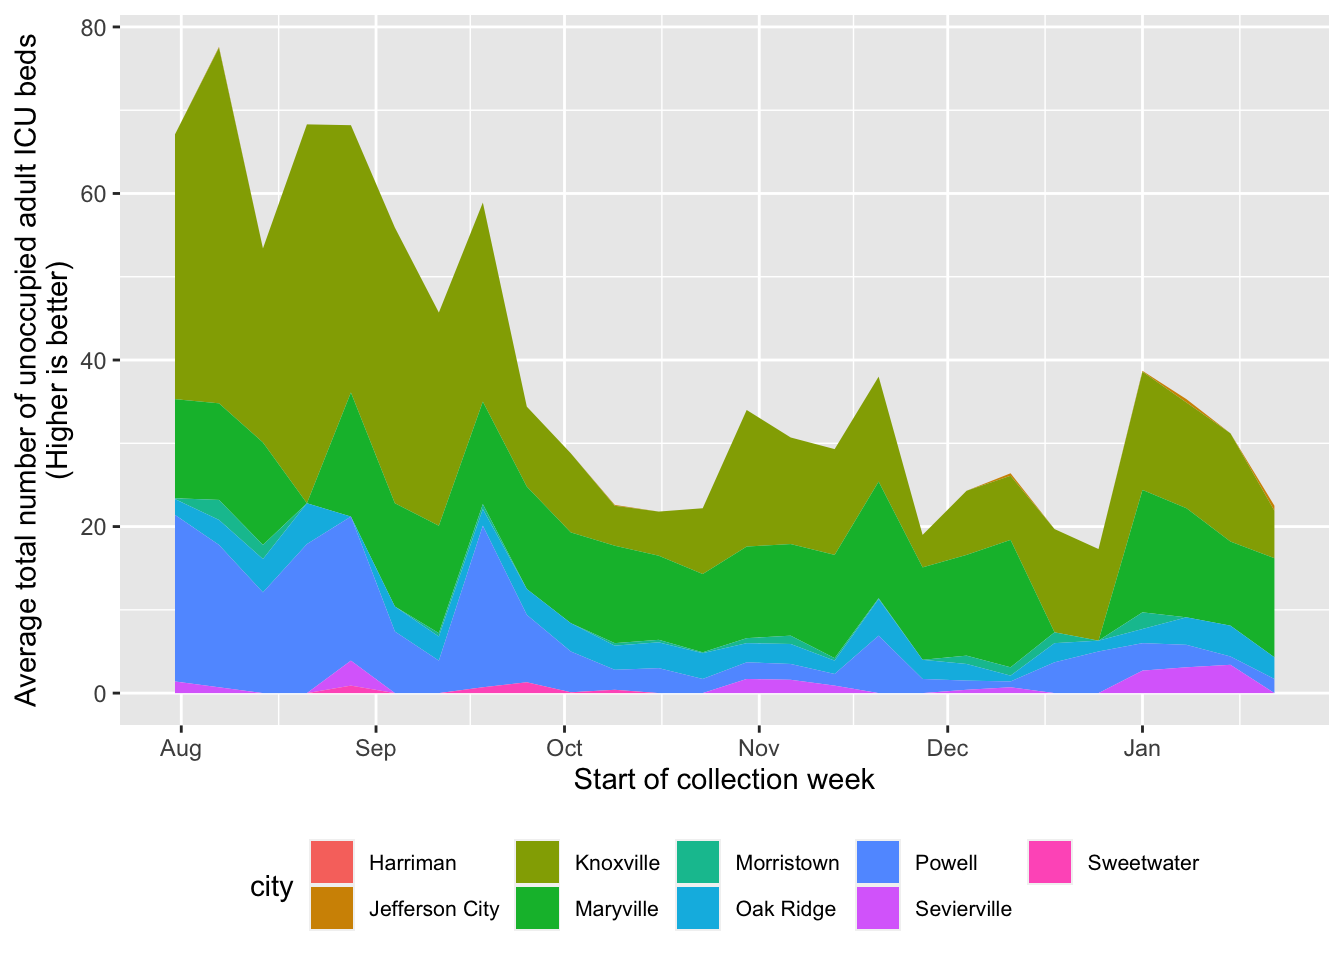 Average total number of unoccupied adult ICU beds
(Higher is better)
80
60
40
20
0
Aug Sep Oct Nov Dec Jan
Start of collection week
city
Harriman Knoxville Morristown Powell Sweetwater
Jefferson City Maryville Oak Ridge Sevierville